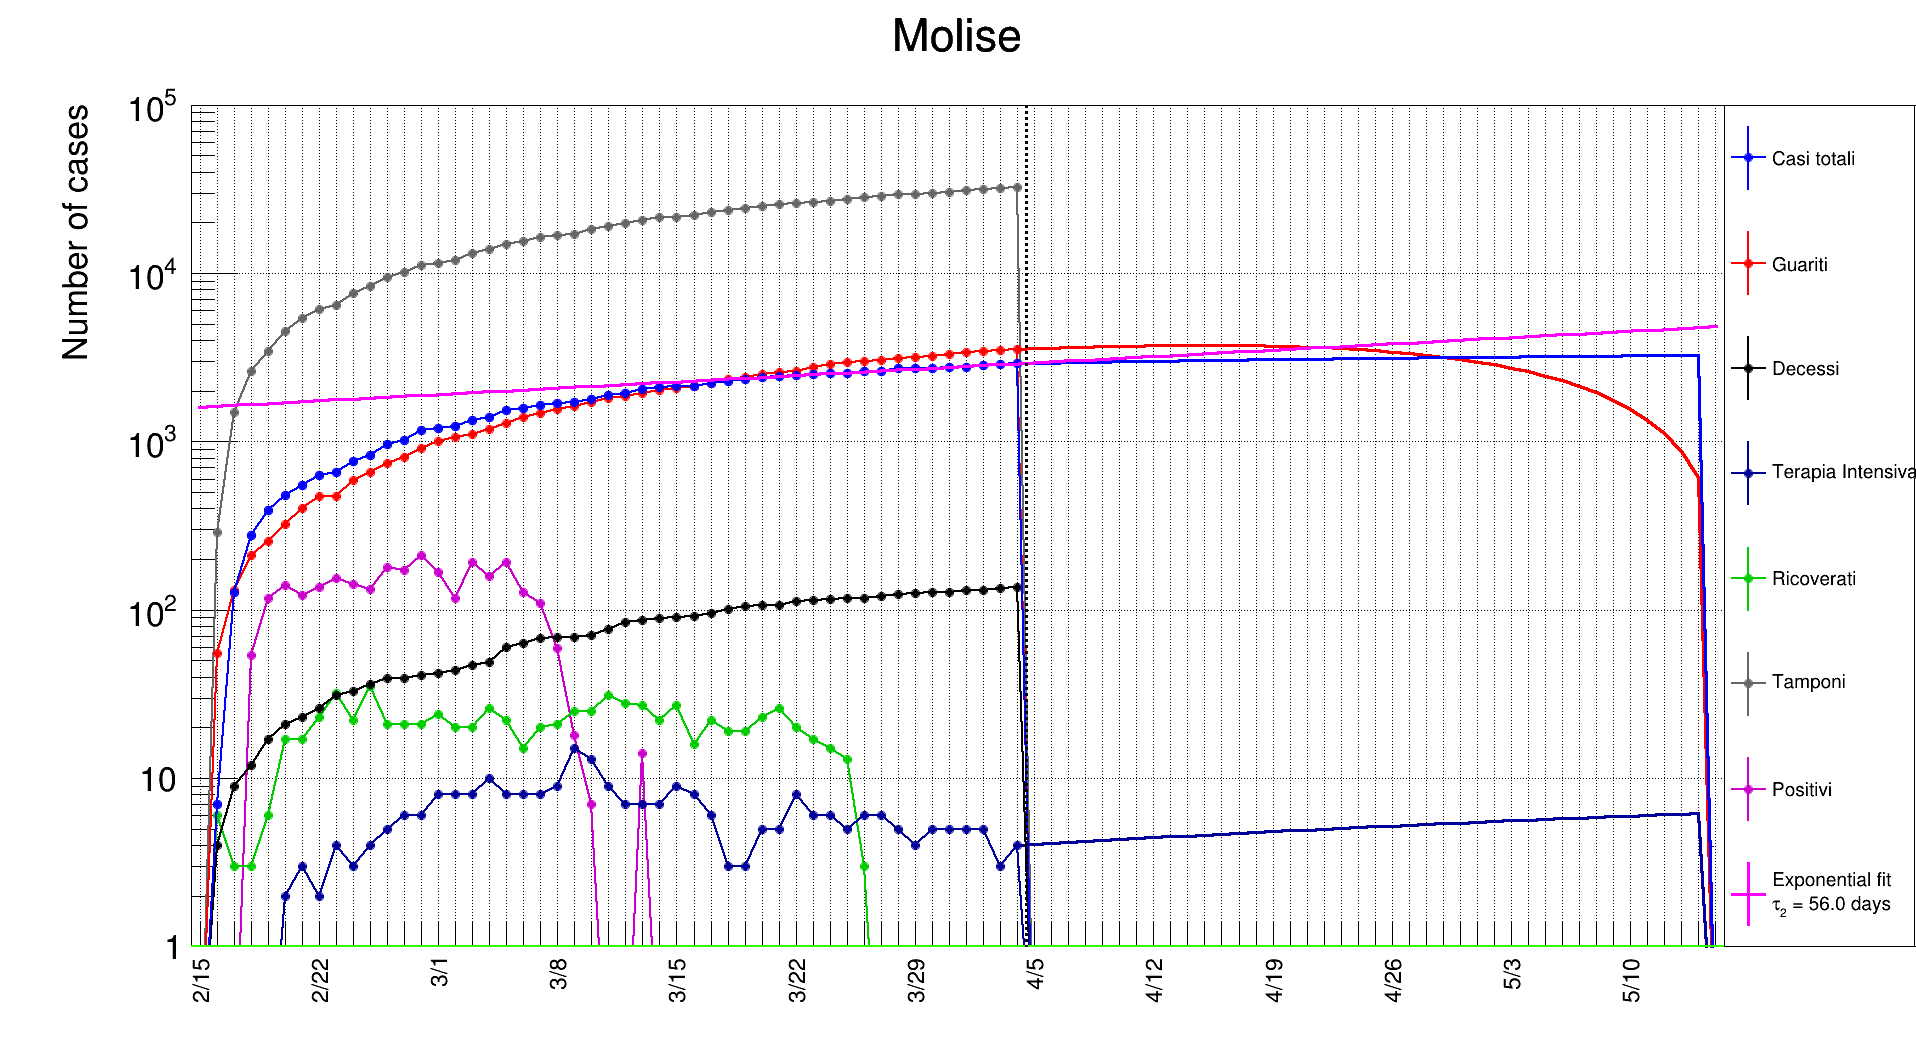 Molise
Number of cases
10^5
10^4
10^3
10^2
10
1
2/15
2/22
3/1
3/8
3/15
3/22
3/29
4/5
4/12
4/19
4/26
5/3
5/10
Casi totali
Guariti
Decessi
Terapia Intensiva
Ricoverati
Tamponi
Positivi
Exponential fit
τ₂ = 56.0 days